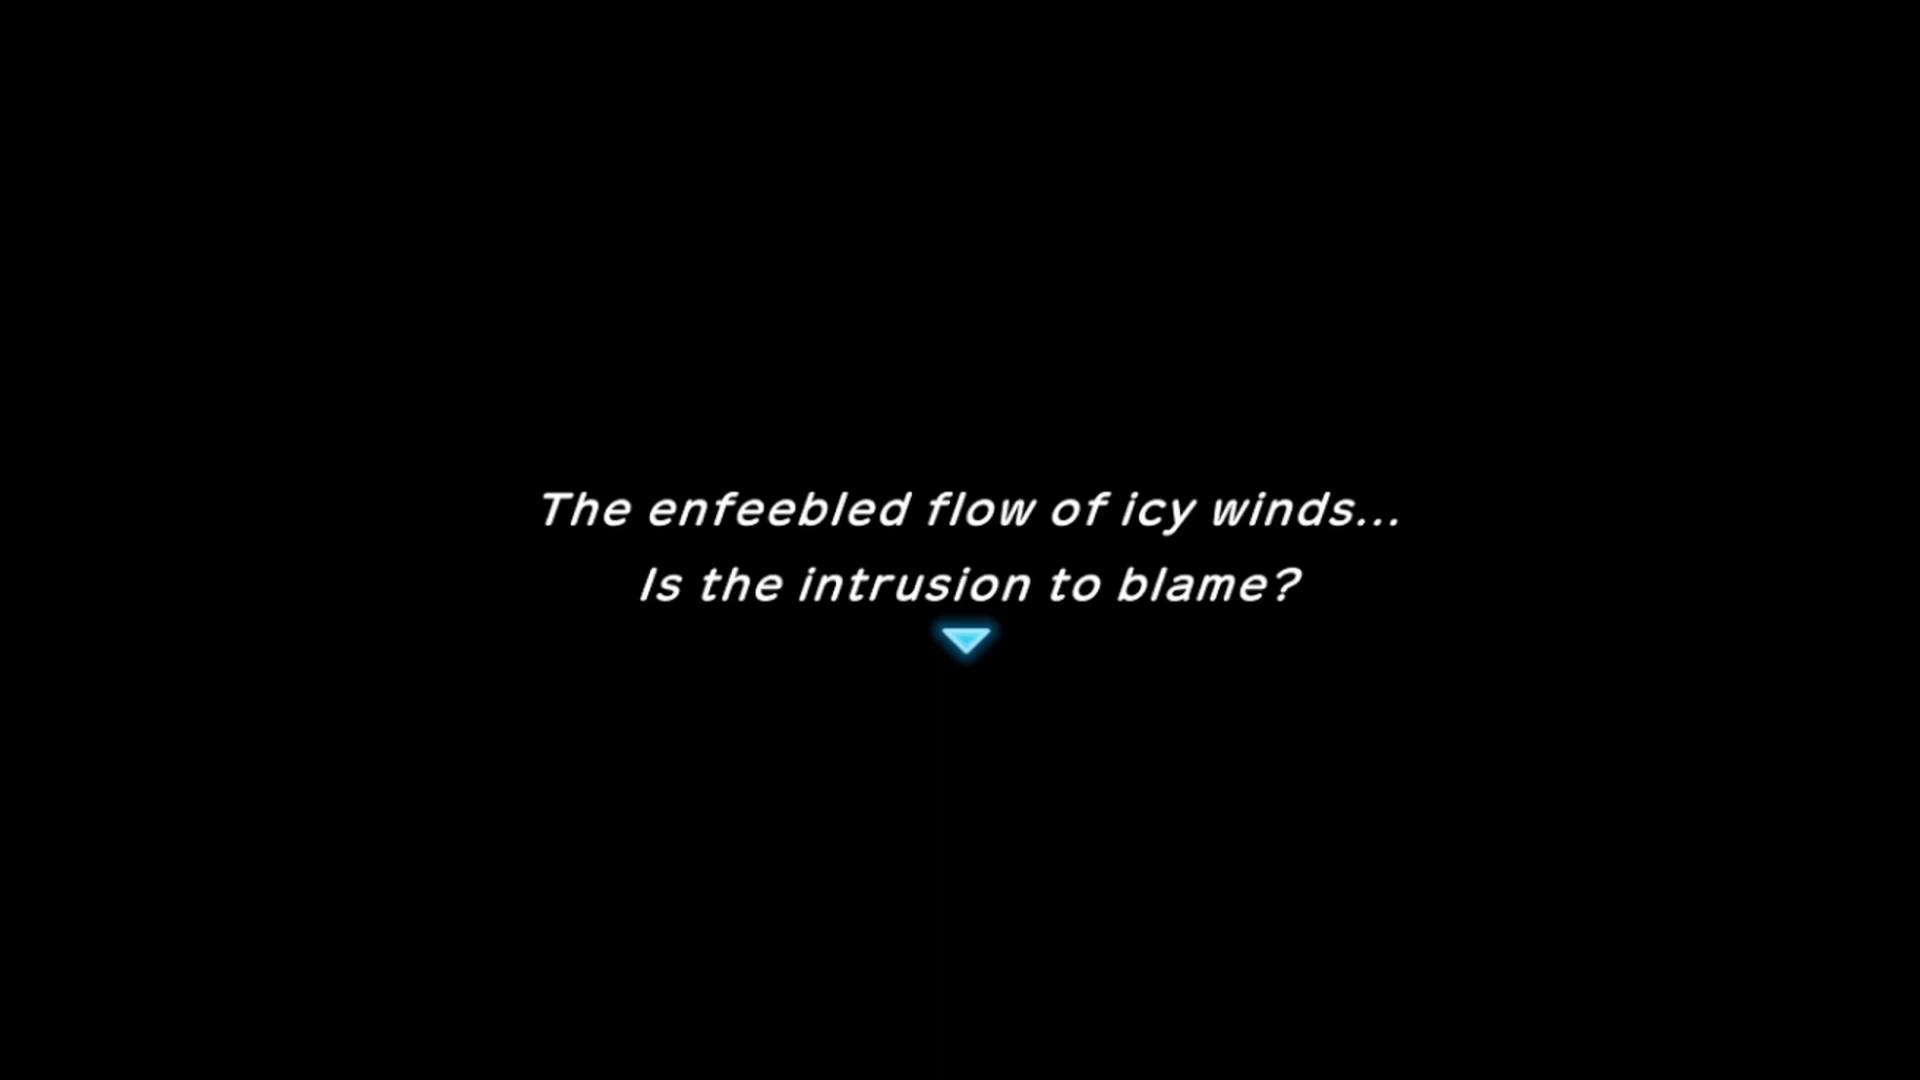 The enfeebled flow of icy winds...
Is the intrusion to blame?